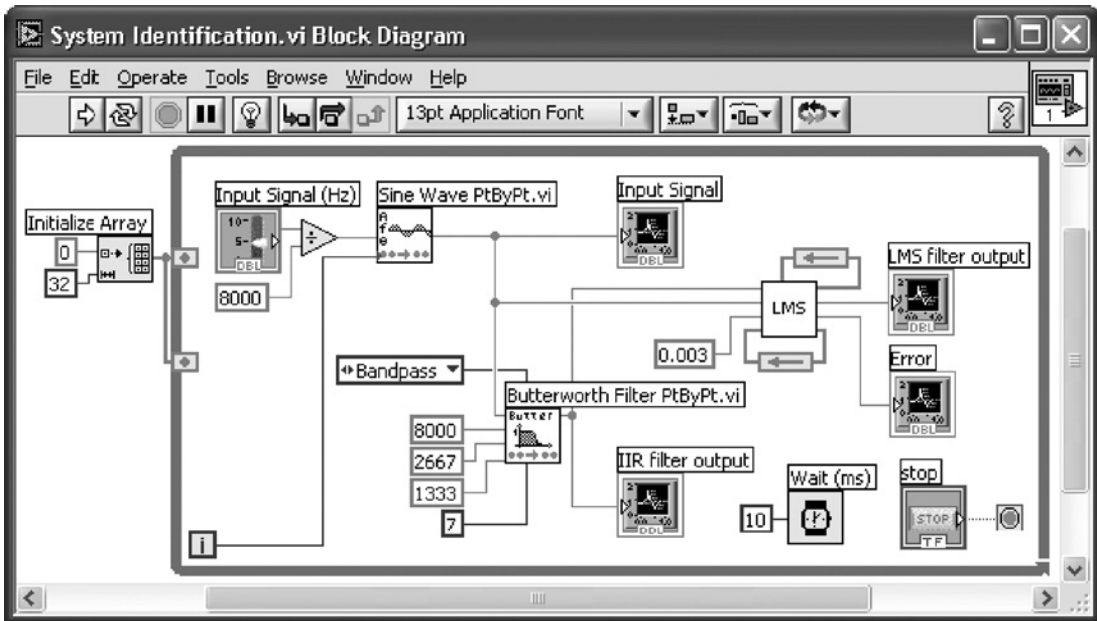 System Identification.vi Block Diagram
File Edit Operate Tools Browse Window Help
13pt Application Font
1
Input Signal (Hz)
Sine Wave PtByPt.vi
Input Signal
Initialize Array
10
5
DBL
A
f
e
0
32
8000
LMS filter output
LMS
DBL
0.003
Error
DBL
Bandpass
Butterworth Filter PtByPt.vi
Butter
8000
2667
1333
7
IIR filter output
Wait (ms)
10
stop
STOP
TF
i